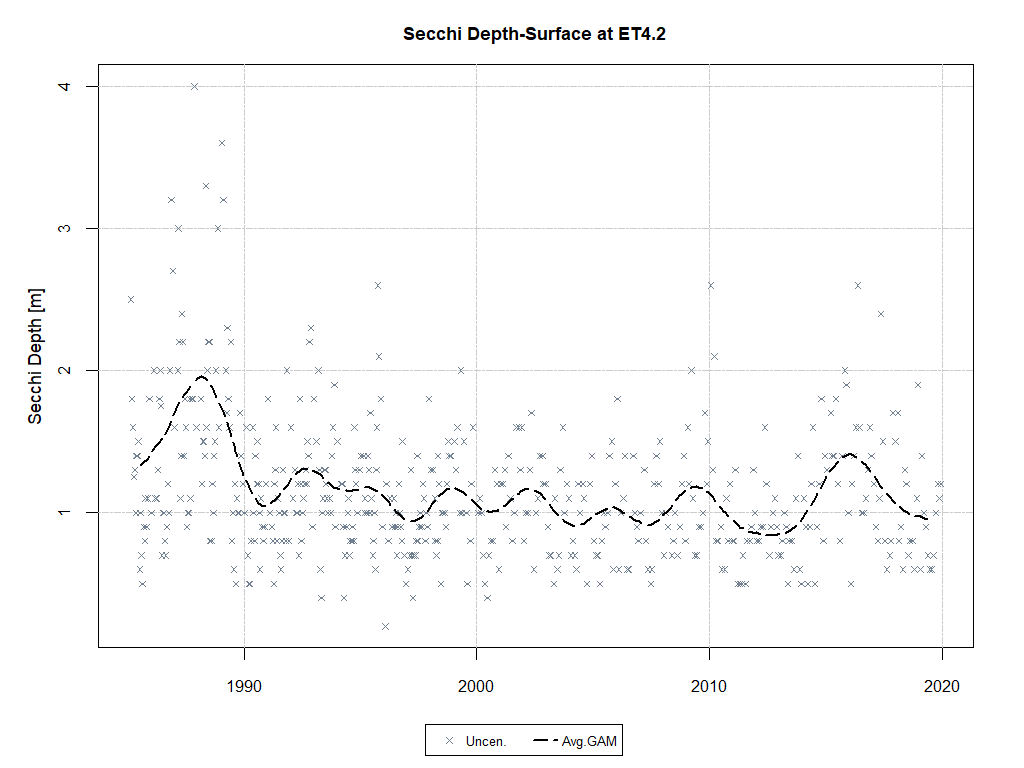 Secchi Depth-Surface at ET4.2
Secchi Depth [m]
4
3
2
1
1990 2000 2010 2020
Uncen. Avg.GAM